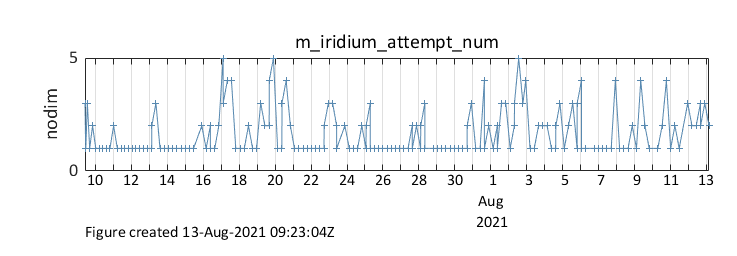 m_iridium_attempt_num
5
nodim
0
10 12 14 16 18 20 22 24 26 28 30 1 3 5 7 9 11 13
Aug
2021
Figure created 13-Aug-2021 09:23:04Z